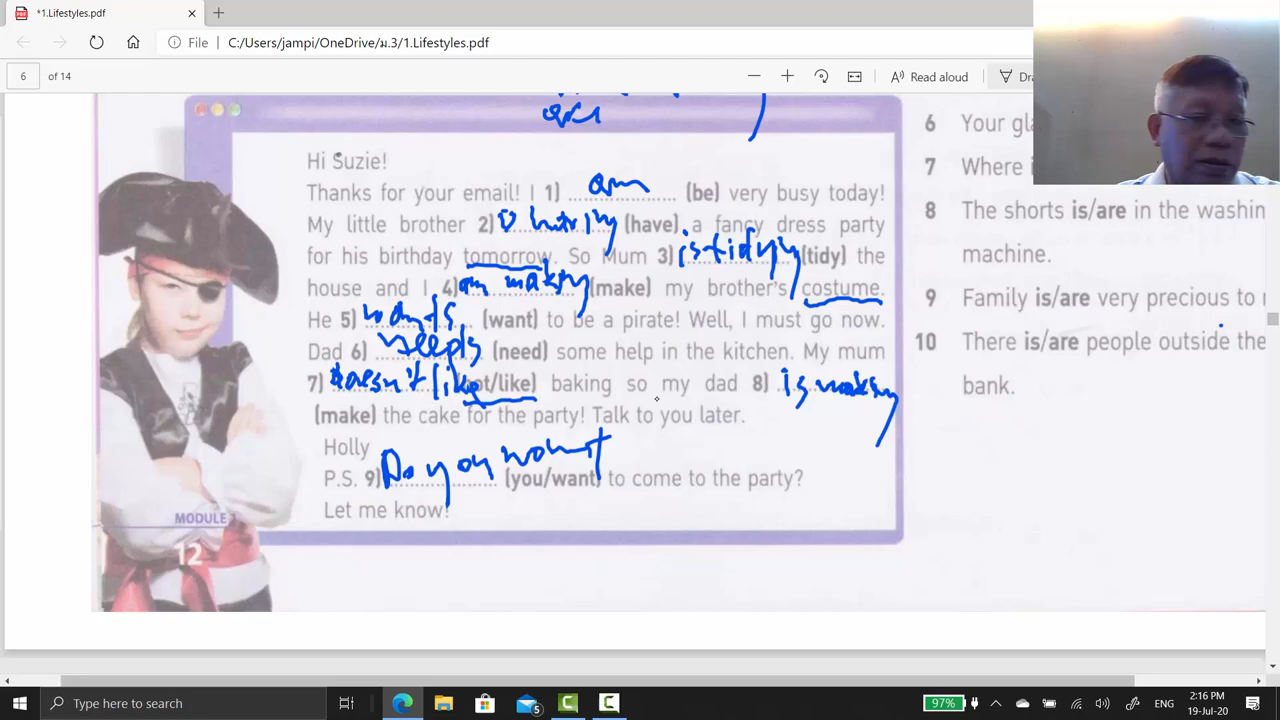 *1.Lifestyles.pdf
File C:/Users/jampi/OneDrive/ม.3/1.Lifestyles.pdf
6 of 14 Read aloud
Hi Suzie!
Thanks for your email! I 1) am (be) very busy today!
My little brother 2) is having (have) a fancy dress party
for his birthday tomorrow. So Mum 3) is tidying (tidy) the
house and I 4) am making (make) my brother's costume.
He 5) wants (want) to be a pirate! Well, I must go now.
Dad 6) needs (need) some help in the kitchen. My mum
7) doesn't like (not/like) baking so my dad 8) is making
(make) the cake for the party! Talk to you later.
Holly
P.S. 9) Do you want (you/want) to come to the party?
Let me know!
MODULE
12
6 Your
7 Where
8 The shorts is/are in the
machine.
9 Family is/are very precious to
10 There is/are people outside the
bank.
Type here to search
5
97%
ENG
2:16 PM
19-Jul-20